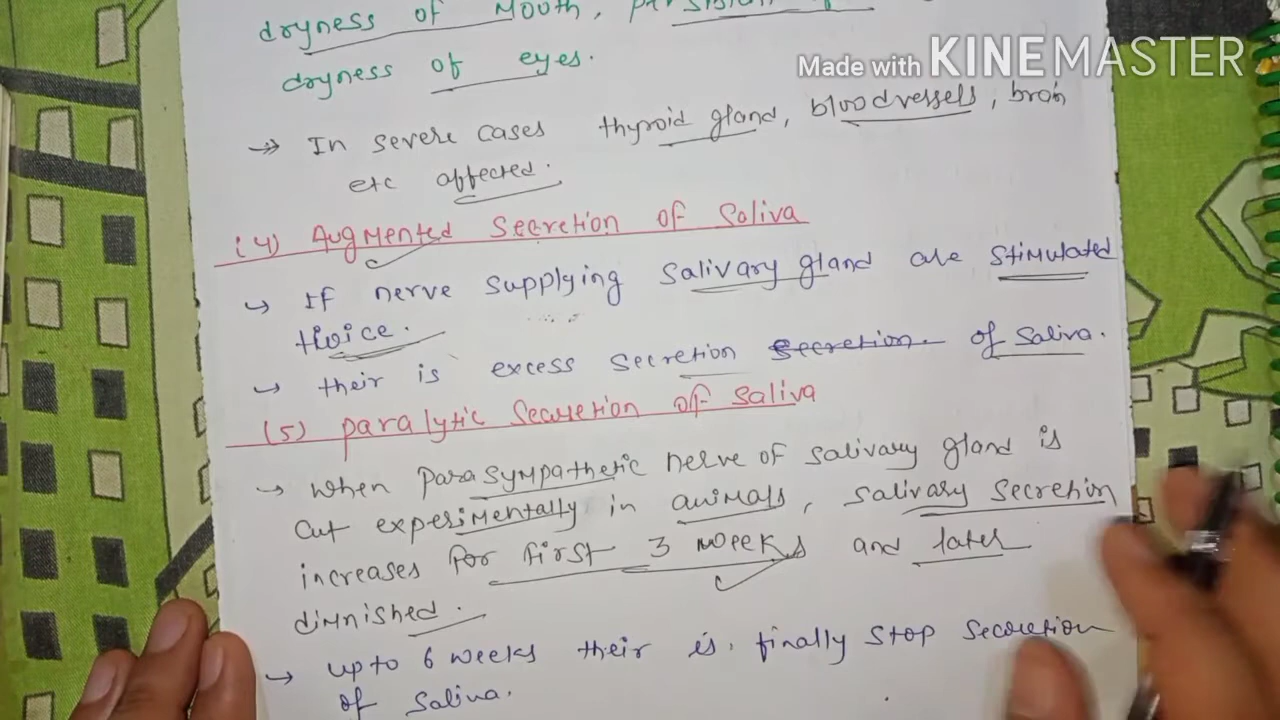 dryness of Mouth,
Made with KINEMASTER
dryness of eyes.
→ In severe cases thyroid gland, bloodvessels, brain
etc affected.
(4) Augmented Secretion of Saliva
→ If nerve supplying Salivary gland are stimulated
twice.
→ their is excess secretion secretion. of Saliva.
(5) Paralytic Secretion of Saliva
→ When parasympathetic nerve of salivary gland is
cut experimentally in animals, Salivary Secretion
increases for first 3 weeks and later
diminished.
→ up to 6 weeks their is. finally stop secretion
of Saliva.